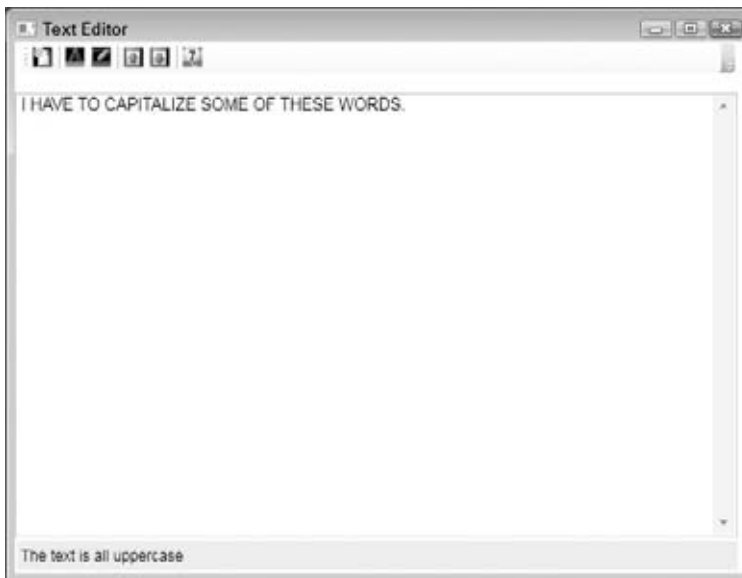 Text Editor
I HAVE TO CAPITALIZE SOME OF THESE WORDS.
The text is all uppercase